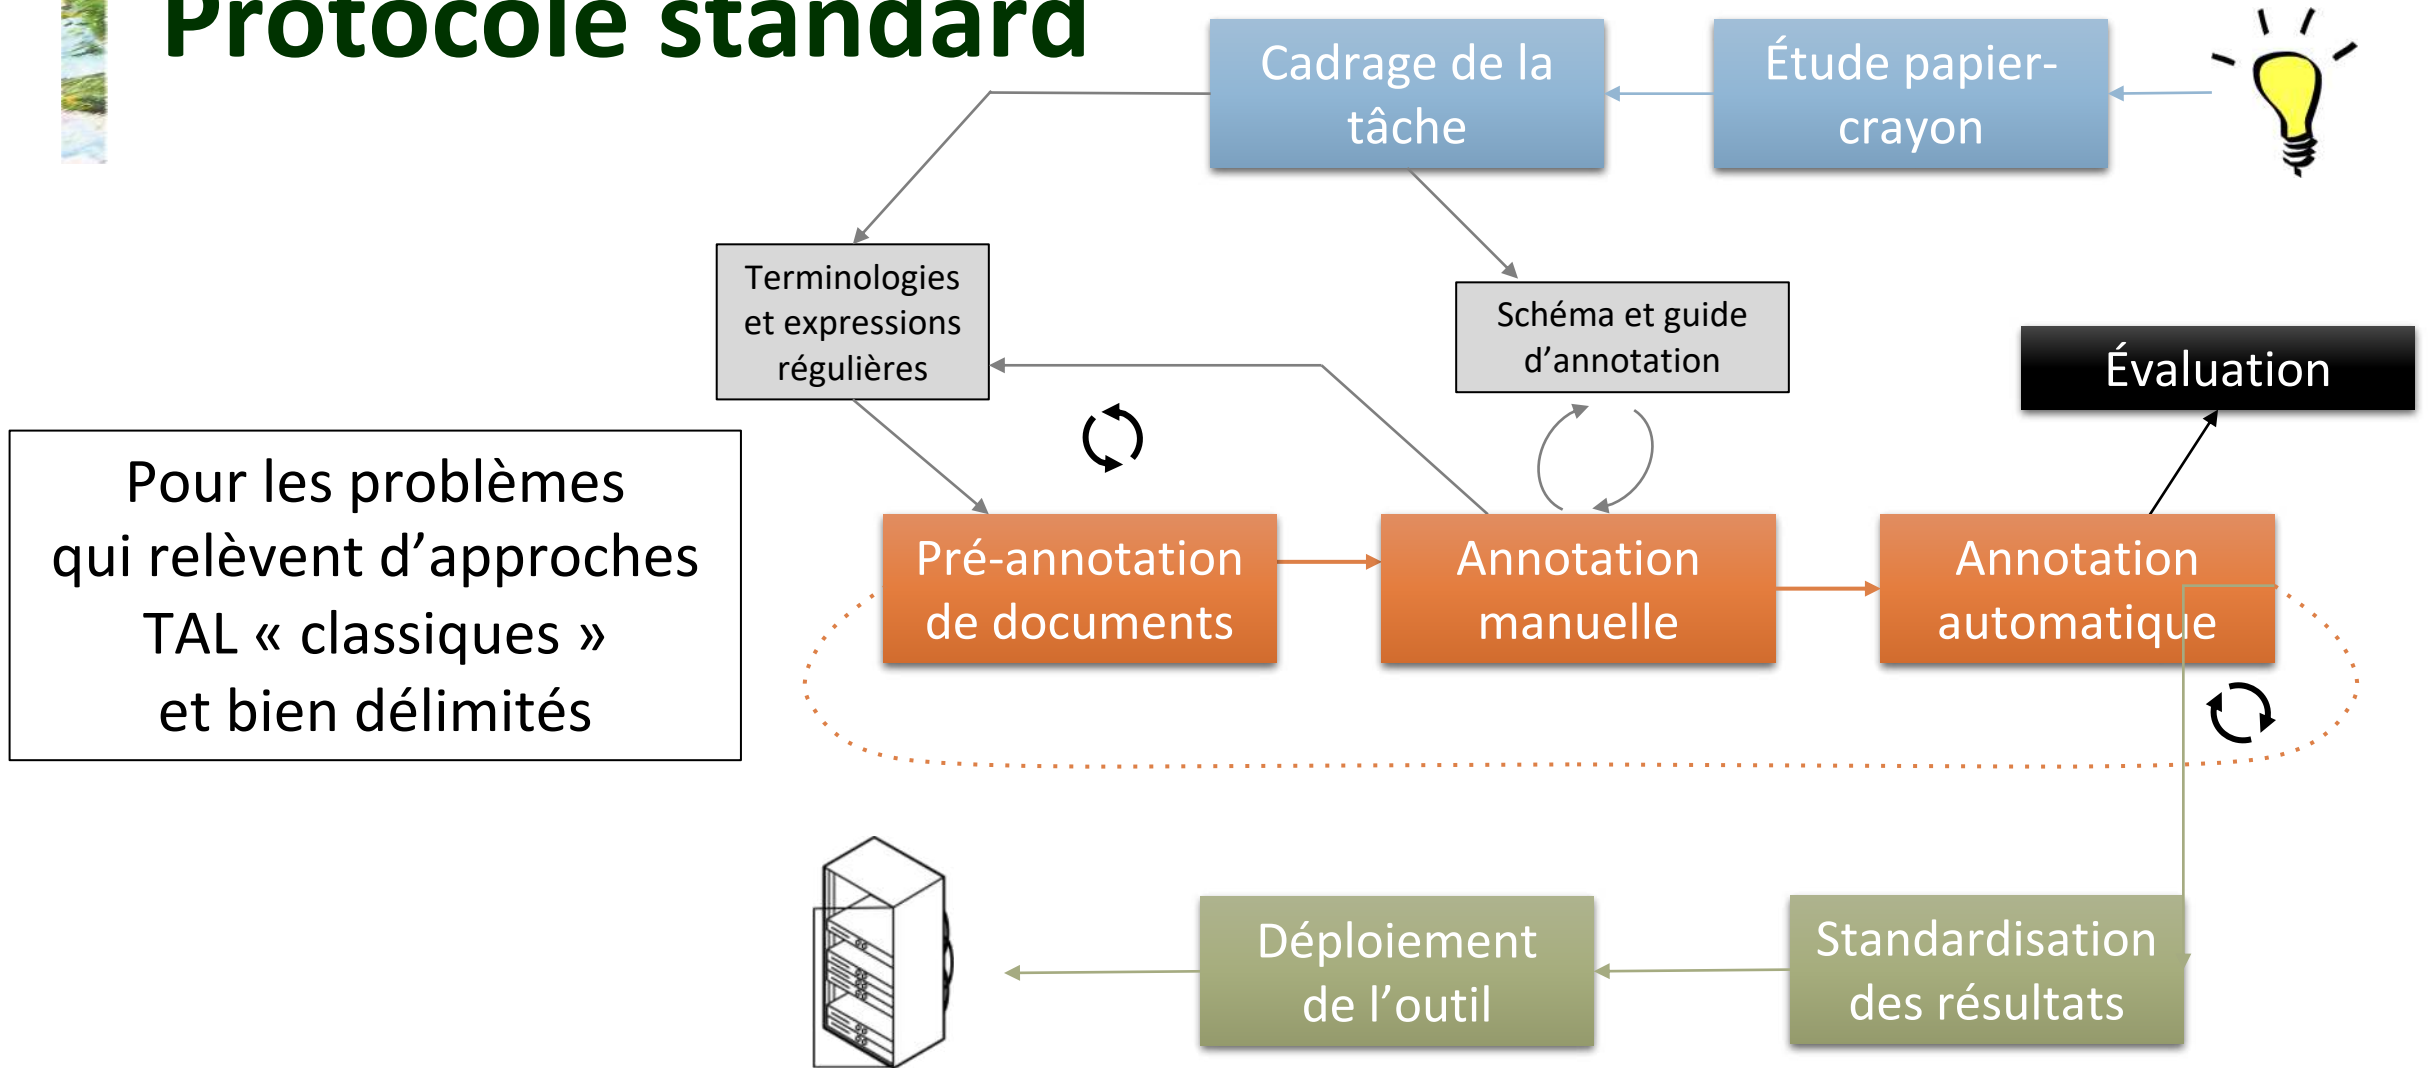 Protocole standard
Cadrage de la
tâche
Étude papier-
crayon
Terminologies
et expressions
régulières
Schéma et guide
d’annotation
Évaluation
Pour les problèmes
qui relèvent d’approches
TAL « classiques »
et bien délimités
Pré-annotation
de documents
Annotation
manuelle
Annotation
automatique
Déploiement
de l’outil
Standardisation
des résultats